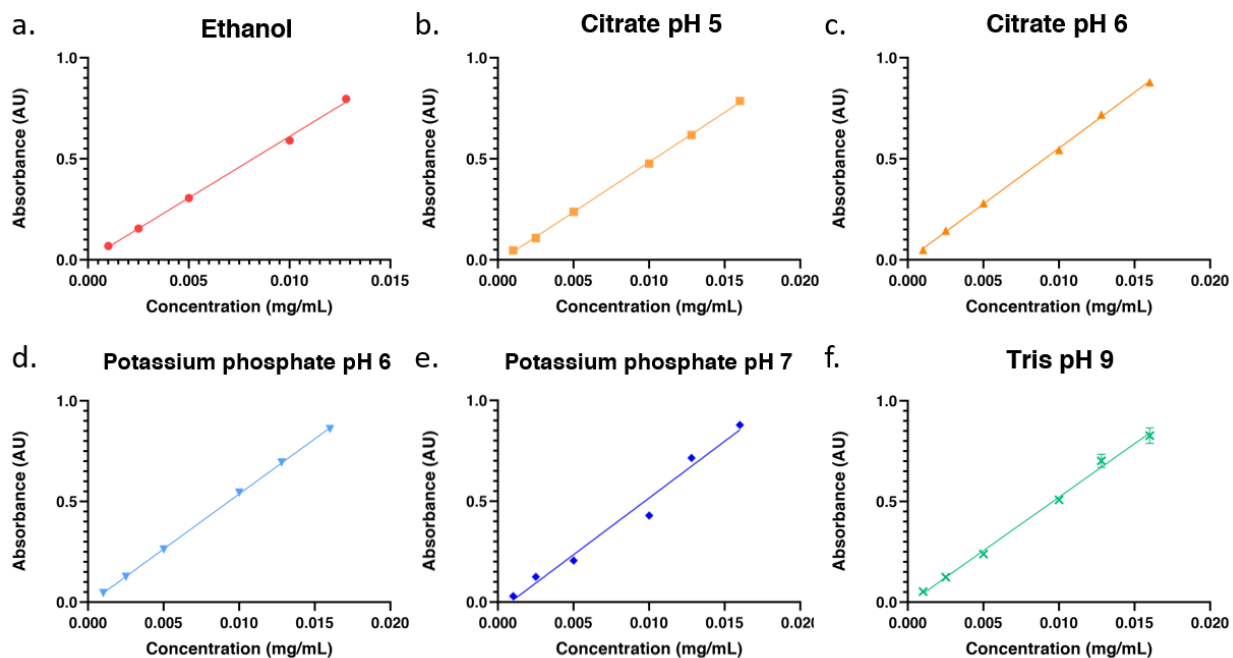 a. Ethanol
1.0
0.5
0.0
Absorbance (AU)
0.000 0.005 0.010 0.015
Concentration (mg/mL)
b. Citrate pH 5
1.0
0.5
0.0
Absorbance (AU)
0.000 0.005 0.010 0.015 0.020
Concentration (mg/mL)
c. Citrate pH 6
1.0
0.5
0.0
Absorbance (AU)
0.000 0.005 0.010 0.015 0.020
Concentration (mg/mL)
d. Potassium phosphate pH 6
1.0
0.5
0.0
Absorbance (AU)
0.000 0.005 0.010 0.015 0.020
Concentration (mg/mL)
e. Potassium phosphate pH 7
1.0
0.5
0.0
Absorbance (AU)
0.000 0.005 0.010 0.015 0.020
Concentration (mg/mL)
f. Tris pH 9
1.0
0.5
0.0
Absorbance (AU)
0.000 0.005 0.010 0.015 0.020
Concentration (mg/mL)